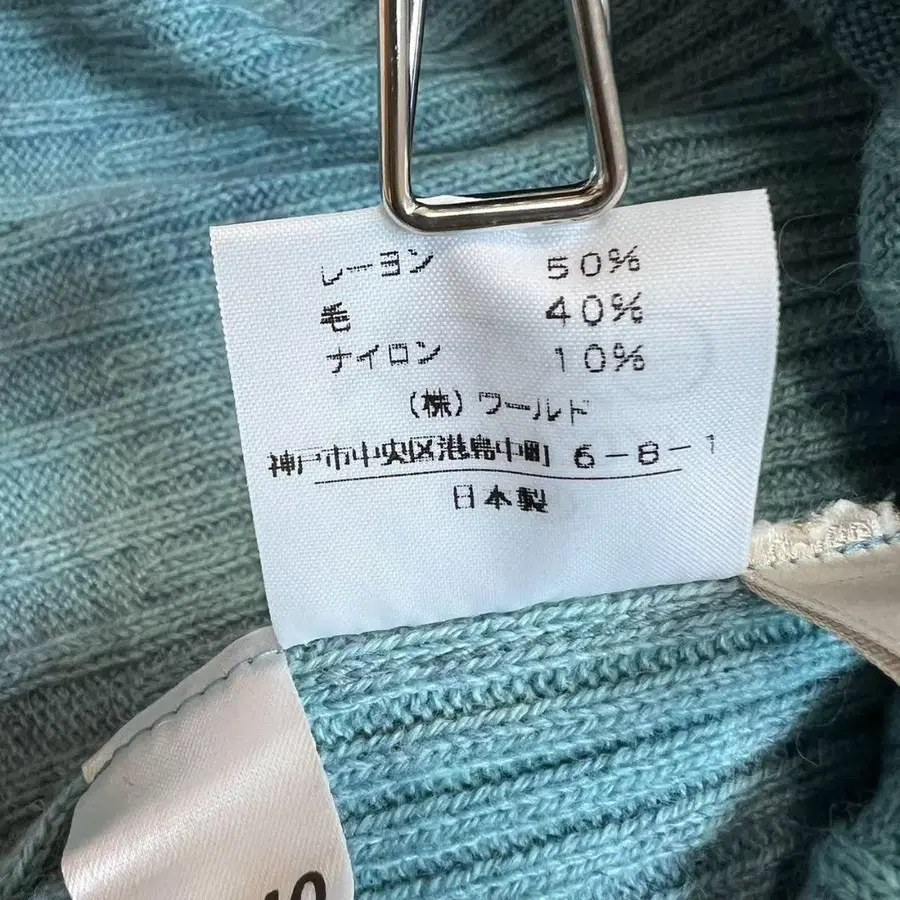 レーヨン 50%
毛 40%
ナイロン 10%
(株)ワールド
神戸市中央区港島中町 6-8-1
日本製